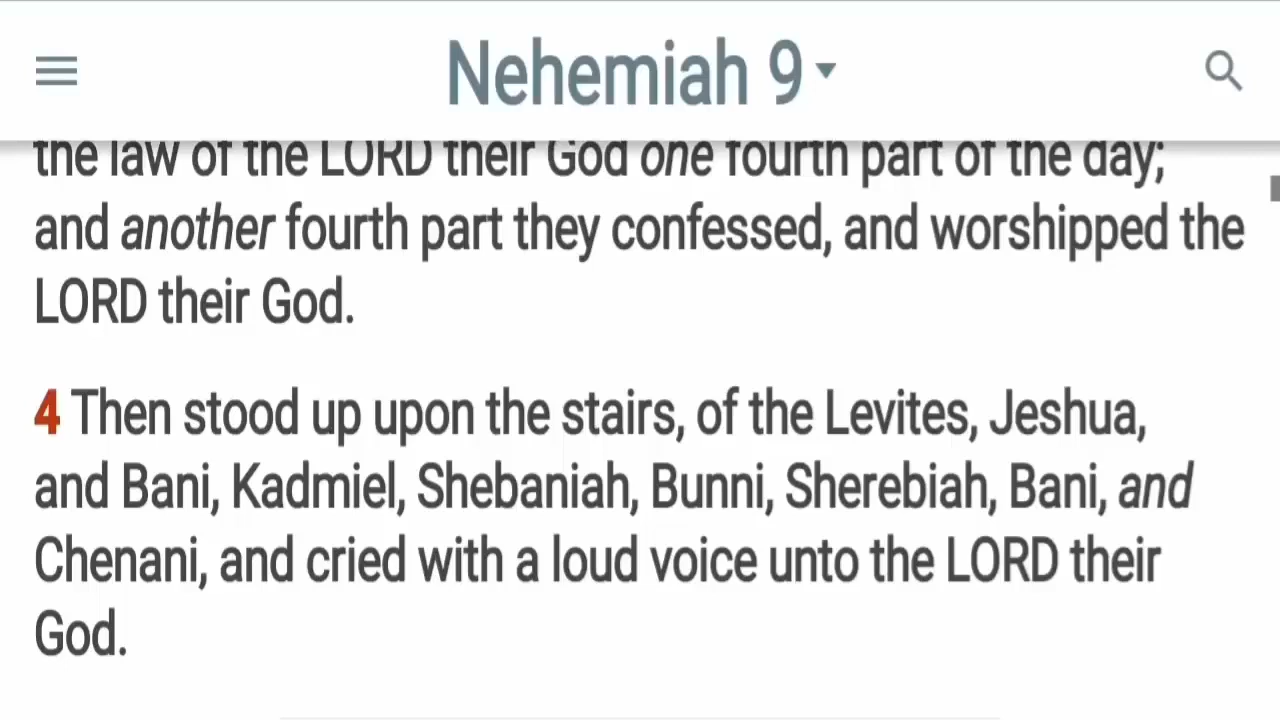 Nehemiah 9
the law of the LORD their God one fourth part of the day;
and another fourth part they confessed, and worshipped the
LORD their God.
4 Then stood up upon the stairs, of the Levites, Jeshua,
and Bani, Kadmiel, Shebaniah, Bunni, Sherebiah, Bani, and
Chenani, and cried with a loud voice unto the LORD their
God.